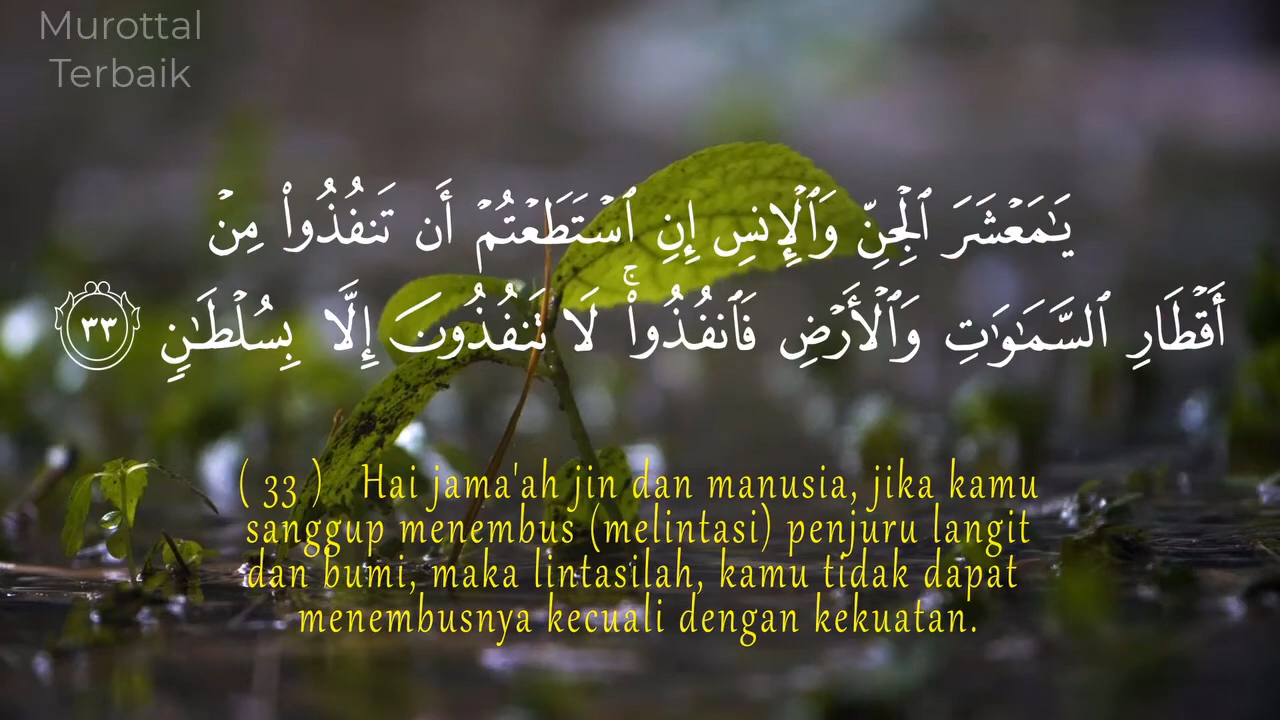 Murottal
Terbaik
يَٰمَعْشَرَ ٱلْجِنِّ وَٱلْإِنسِ إِنِ ٱسْتَطَعْتُمْ أَن تَنفُذُوا۟ مِنْ
أَقْطَارِ ٱلسَّمَٰوَٰتِ وَٱلْأَرْضِ فَٱنفُذُوا۟ ۚ لَا تَنفُذُونَ إِلَّا بِسُلْطَٰنٍ ٣٣
( 33 ) Hai jama'ah jin dan manusia, jika kamu
sanggup menembus (melintasi) penjuru langit
dan bumi, maka lintasilah, kamu tidak dapat
menembusnya kecuali dengan kekuatan.